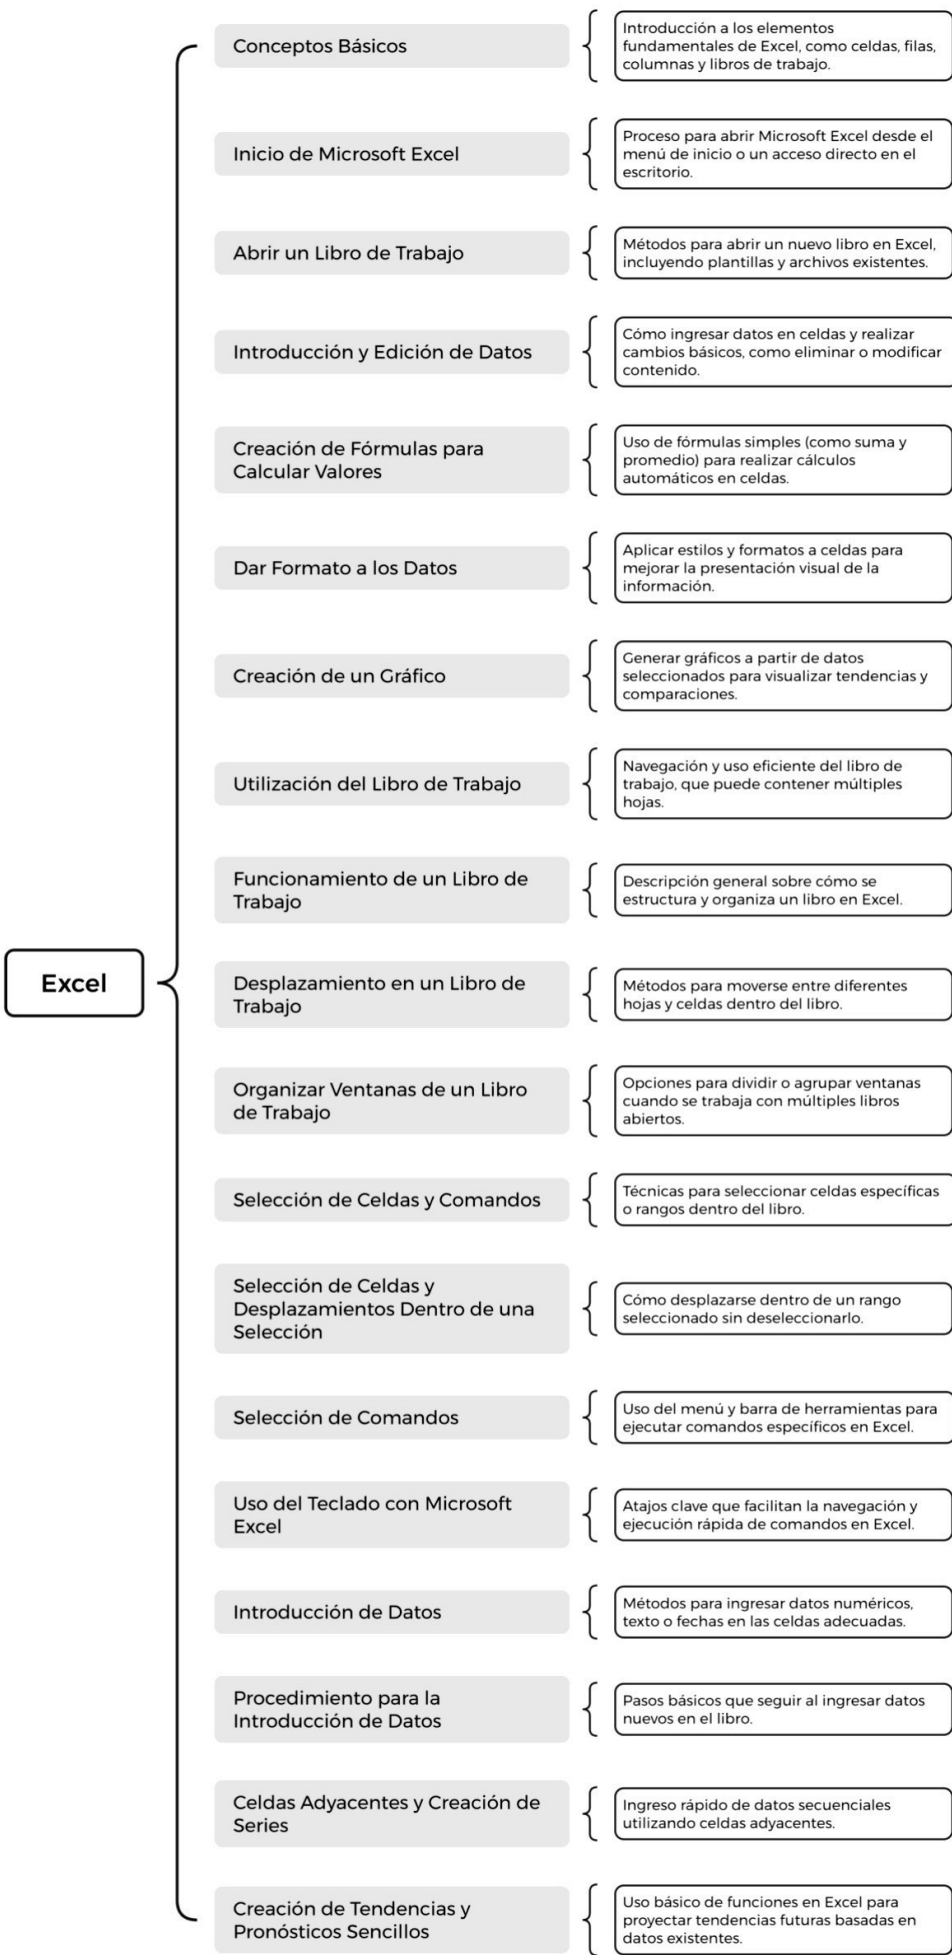 Conceptos Básicos
Introducción a los elementos
fundamentales de Excel, como celdas, filas,
columnas y libros de trabajo.
Inicio de Microsoft Excel
Proceso para abrir Microsoft Excel desde el
menú de inicio o un acceso directo en el
escritorio.
Abrir un Libro de Trabajo
Métodos para abrir un nuevo libro en Excel,
incluyendo plantillas y archivos existentes.
Introducción y Edición de Datos
Cómo ingresar datos en celdas y realizar
cambios básicos, como eliminar o modificar
contenido.
Creación de Fórmulas para
Calcular Valores
Uso de fórmulas simples (como suma y
promedio) para realizar cálculos
automáticos en celdas.
Dar Formato a los Datos
Aplicar estilos y formatos a celdas para
mejorar la presentación visual de la
información.
Creación de un Gráfico
Generar gráficos a partir de datos
seleccionados para visualizar tendencias y
comparaciones.
Utilización del Libro de Trabajo
Navegación y uso eficiente del libro de
trabajo, que puede contener múltiples
hojas.
Funcionamiento de un Libro de
Trabajo
Descripción general sobre cómo se
estructura y organiza un libro en Excel.
Excel
Desplazamiento en un Libro de
Trabajo
Métodos para moverse entre diferentes
hojas y celdas dentro del libro.
Organizar Ventanas de un Libro
de Trabajo
Opciones para dividir o agrupar ventanas
cuando se trabaja con múltiples libros
abiertos.
Selección de Celdas y Comandos
Técnicas para seleccionar celdas específicas
o rangos dentro del libro.
Selección de Celdas y
Desplazamientos Dentro de una
Selección
Cómo desplazarse dentro de un rango
seleccionado sin deseleccionarlo.
Selección de Comandos
Uso del menú y barra de herramientas para
ejecutar comandos específicos en Excel.
Uso del Teclado con Microsoft
Excel
Atajos clave que facilitan la navegación y
ejecución rápida de comandos en Excel.
Introducción de Datos
Métodos para ingresar datos numéricos,
texto o fechas en las celdas adecuadas.
Procedimiento para la
Introducción de Datos
Pasos básicos que seguir al ingresar datos
nuevos en el libro.
Celdas Adyacentes y Creación de
Series
Ingreso rápido de datos secuenciales
utilizando celdas adyacentes.
Creación de Tendencias y
Pronósticos Sencillos
Uso básico de funciones en Excel para
proyectar tendencias futuras basadas en
datos existentes.